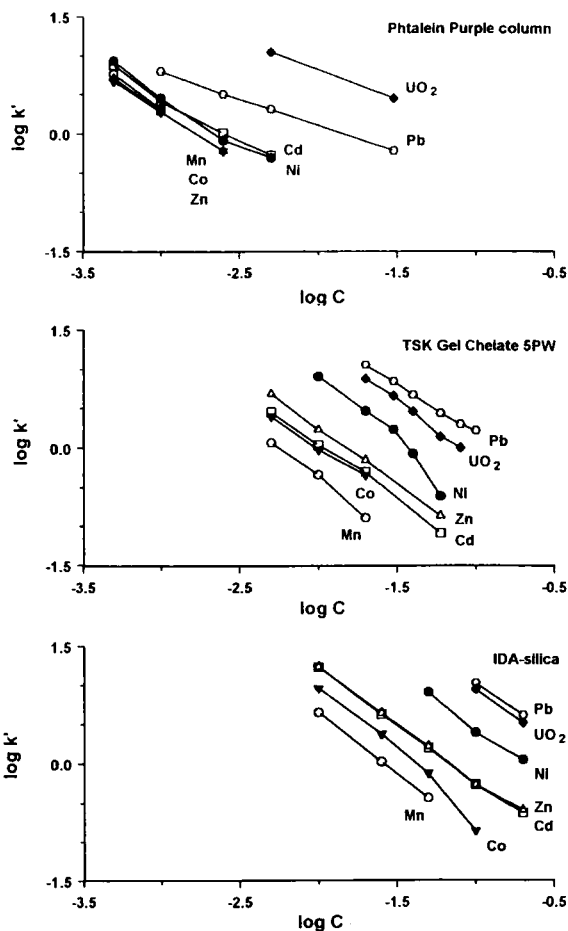 Phtalein Purple column
1.5
UO2
log k'
0.0
Pb
Cd
Mn
Ni
Co
Zn
-1.5
-3.5 -2.5 -1.5 -0.5
log C
1.5
TSK Gel Chelate 5PW
log k'
0.0
Pb
UO2
Ni
Co
Zn
Mn
Cd
-1.5
-3.5 -2.5 -1.5 -0.5
log C
1.5
IDA-silica
Pb
UO2
log k'
0.0
Ni
Zn
Mn
Cd
Co
-1.5
-3.5 -2.5 -1.5 -0.5
log C